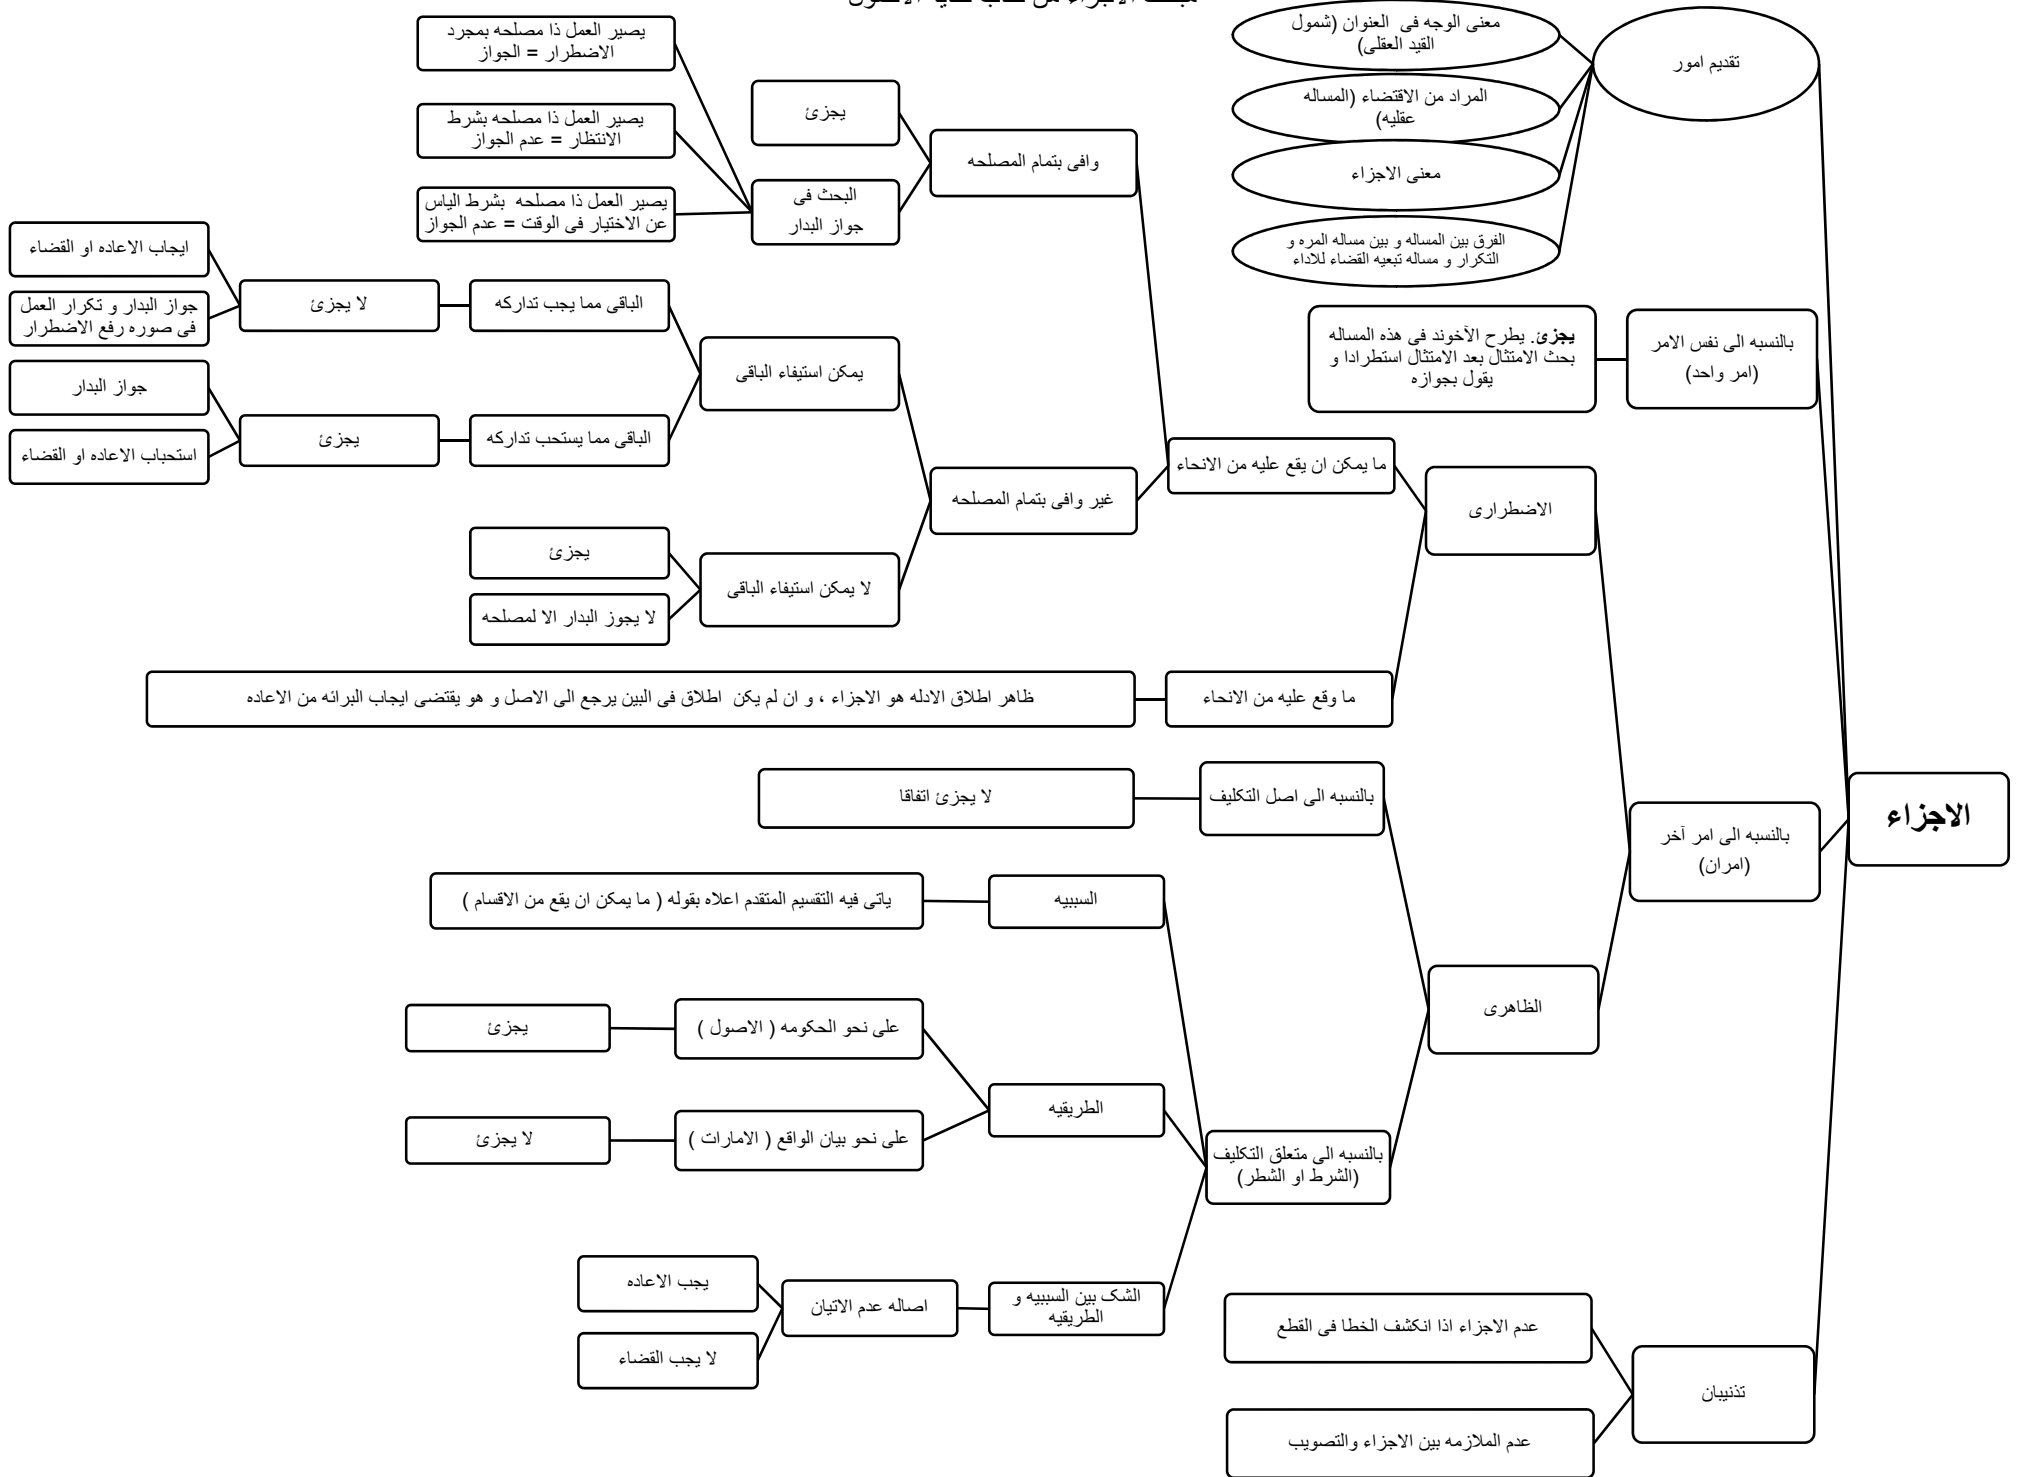 مبحث الاجزاء من كتاب كفاية الاصول
الاجزاء
تقديم امور
معنى الوجه فى العنوان (شمول
القيد العقلى)
المراد من الاقتضاء (المساله
عقليه)
معنى الاجزاء
الفرق بين المساله و بين مساله المره و
التكرار و مساله تبعيه القضاء للاداء
بالنسبه الى نفس الامر
(امر واحد)
يجزئ. يطرح الآخوند فى هذه المساله
بحث الامتثال بعد الامتثال استطرادا و
يقول بجوازه
بالنسبه الى امر آخر
(امران)
الاضطرارى
ما يمكن ان يقع عليه من الانحاء
وافى بتمام المصلحه
يجزئ
البحث فى
جواز البدار
يصير العمل ذا مصلحه بمجرد
الاضطرار = الجواز
يصير العمل ذا مصلحه بشرط
الانتظار = عدم الجواز
يصير العمل ذا مصلحه بشرط الياس
عن الاختيار فى الوقت = عدم الجواز
غير وافى بتمام المصلحه
يمكن استيفاء الباقى
الباقى مما يجب تداركه
لا يجزئ
ايجاب الاعاده او القضاء
جواز البدار و تكرار العمل
فى صوره رفع الاضطرار
الباقى مما يستحب تداركه
يجزئ
جواز البدار
استحباب الاعاده او القضاء
لا يمكن استيفاء الباقى
يجزئ
لا يجوز البدار الا لمصلحه
ما وقع عليه من الانحاء
ظاهر اطلاق الادله هو الاجزاء ، و ان لم يكن اطلاق فى البين يرجع الى الاصل و هو يقتضى ايجاب البرائه من الاعاده
الظاهرى
بالنسبه الى اصل التكليف
لا يجزئ اتفاقا
بالنسبه الى متعلق التكليف
(الشرط او الشطر)
السببيه
ياتى فيه التقسيم المتقدم اعلاه بقوله ( ما يمكن ان يقع من الاقسام )
الطريقيه
على نحو الحكومه ( الاصول )
يجزئ
على نحو بيان الواقع ( الامارات )
لا يجزئ
الشک بين السببيه و
الطريقيه
اصاله عدم الاتيان
يجب الاعاده
لا يجب القضاء
تذنيبان
عدم الاجزاء اذا انكشف الخطا فى القطع
عدم الملازمه بين الاجزاء والتصويب